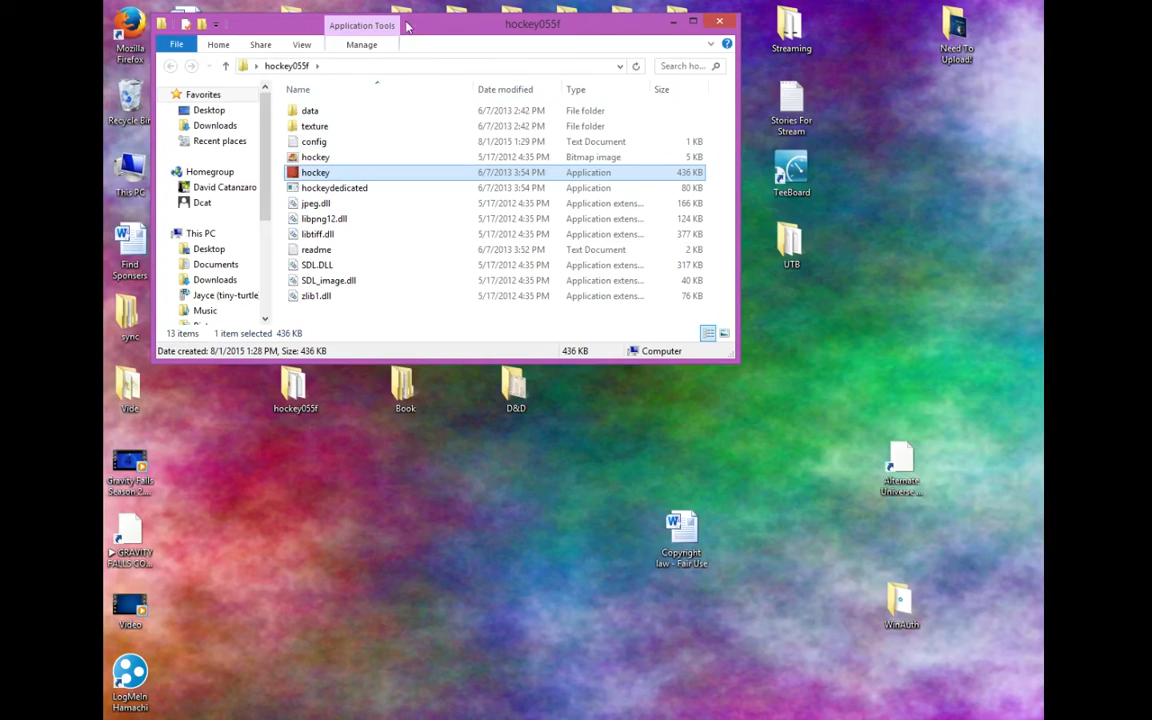 Application Tools
hockey055f
File
Home
Share
View
Manage
hockey055f
Search ho...
Favorites
Desktop
Downloads
Recent places
Homegroup
David Catanzaro
Dcat
This PC
Desktop
Documents
Downloads
Jayce (tiny-turtle
Music
Name
Date modified
Type
Size
data 6/7/2013 2:42 PM File folder
texture 6/7/2013 2:42 PM File folder
config 8/1/2015 1:29 PM Text Document 1 KB
hockey 5/17/2012 4:35 PM Bitmap image 5 KB
hockey 6/7/2013 3:54 PM Application 436 KB
hockeydedicated 6/7/2013 3:54 PM Application 80 KB
jpeg.dll 5/17/2012 4:35 PM Application extens... 166 KB
libpng12.dll 5/17/2012 4:35 PM Application extens... 124 KB
libtiff.dll 5/17/2012 4:35 PM Application extens... 377 KB
readme 6/7/2013 3:52 PM Text Document 2 KB
SDL.DLL 5/17/2012 4:35 PM Application extens... 317 KB
SDL_image.dll 5/17/2012 4:35 PM Application extens... 40 KB
zlib1.dll 5/17/2012 4:35 PM Application extens... 76 KB
13 items 1 item selected 436 KB
Date created: 8/1/2015 1:28 PM, Size: 436 KB
436 KB
Computer
Mozilla
Firefox
Recycle Bin
This PC
Find
Sponsers
sync
Vide
Gravity Falls
Season 2....
GRAVITY
FALLS CO...
Video
LogMeIn
Hamachi
hockey055f
Book
D&D
Copyright
law - Fair Use
Streaming
Stories For
Stream
TeeBoard
UTB
Need To
Upload!
Alternate
Universe ...
WinAuth